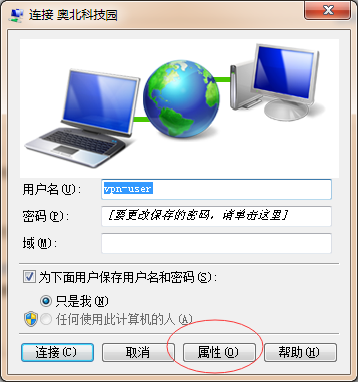 连接 奥北科技园
用户名(U):
vpn-user
密码(P):
[要更改保存的密码，请单击这里]
域(M):
为下面用户保存用户名和密码(S):
只是我(N)
任何使用此计算机的人(A)
连接(C)
取消
属性(O)
帮助(H)